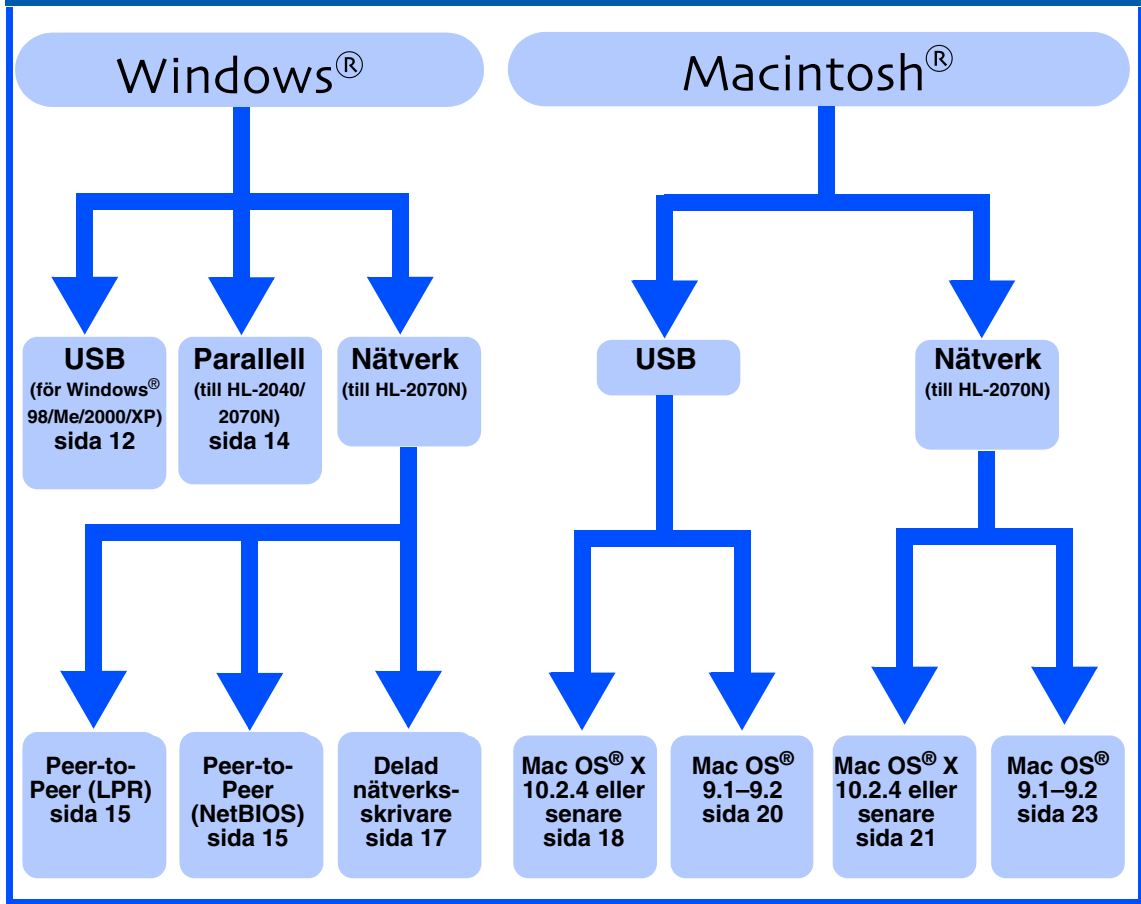 Windows®
Macintosh®
USB
(för Windows®
98/Me/2000/XP)
sida 12
Parallell
(till HL-2040/
2070N)
sida 14
Nätverk
(till HL-2070N)
USB
Nätverk
(till HL-2070N)
Peer-to-
Peer (LPR)
sida 15
Peer-to-
Peer
(NetBIOS)
sida 15
Delad
nätverks-
skrivare
sida 17
Mac OS® X
10.2.4 eller
senare
sida 18
Mac OS®
9.1–9.2
sida 20
Mac OS® X
10.2.4 eller
senare
sida 21
Mac OS®
9.1–9.2
sida 23